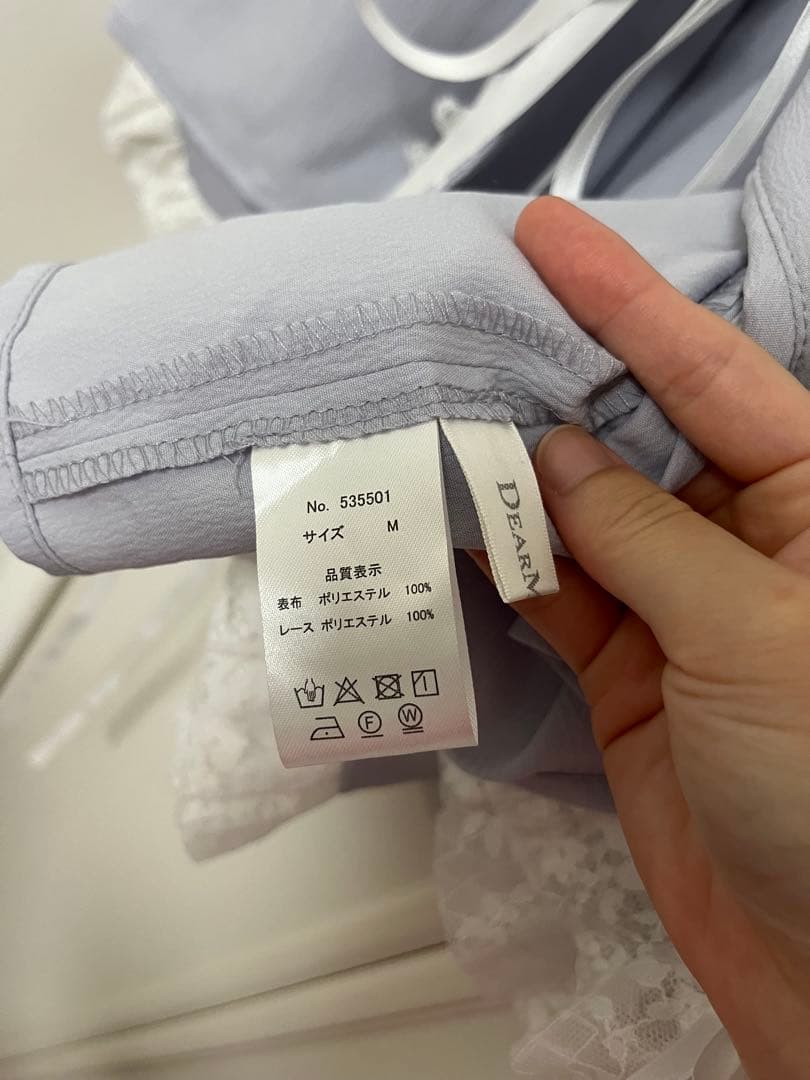 No. 535501
サイズ M
品質表示
表布 ポリエステル 100%
レース ポリエステル 100%
F W
DEARM